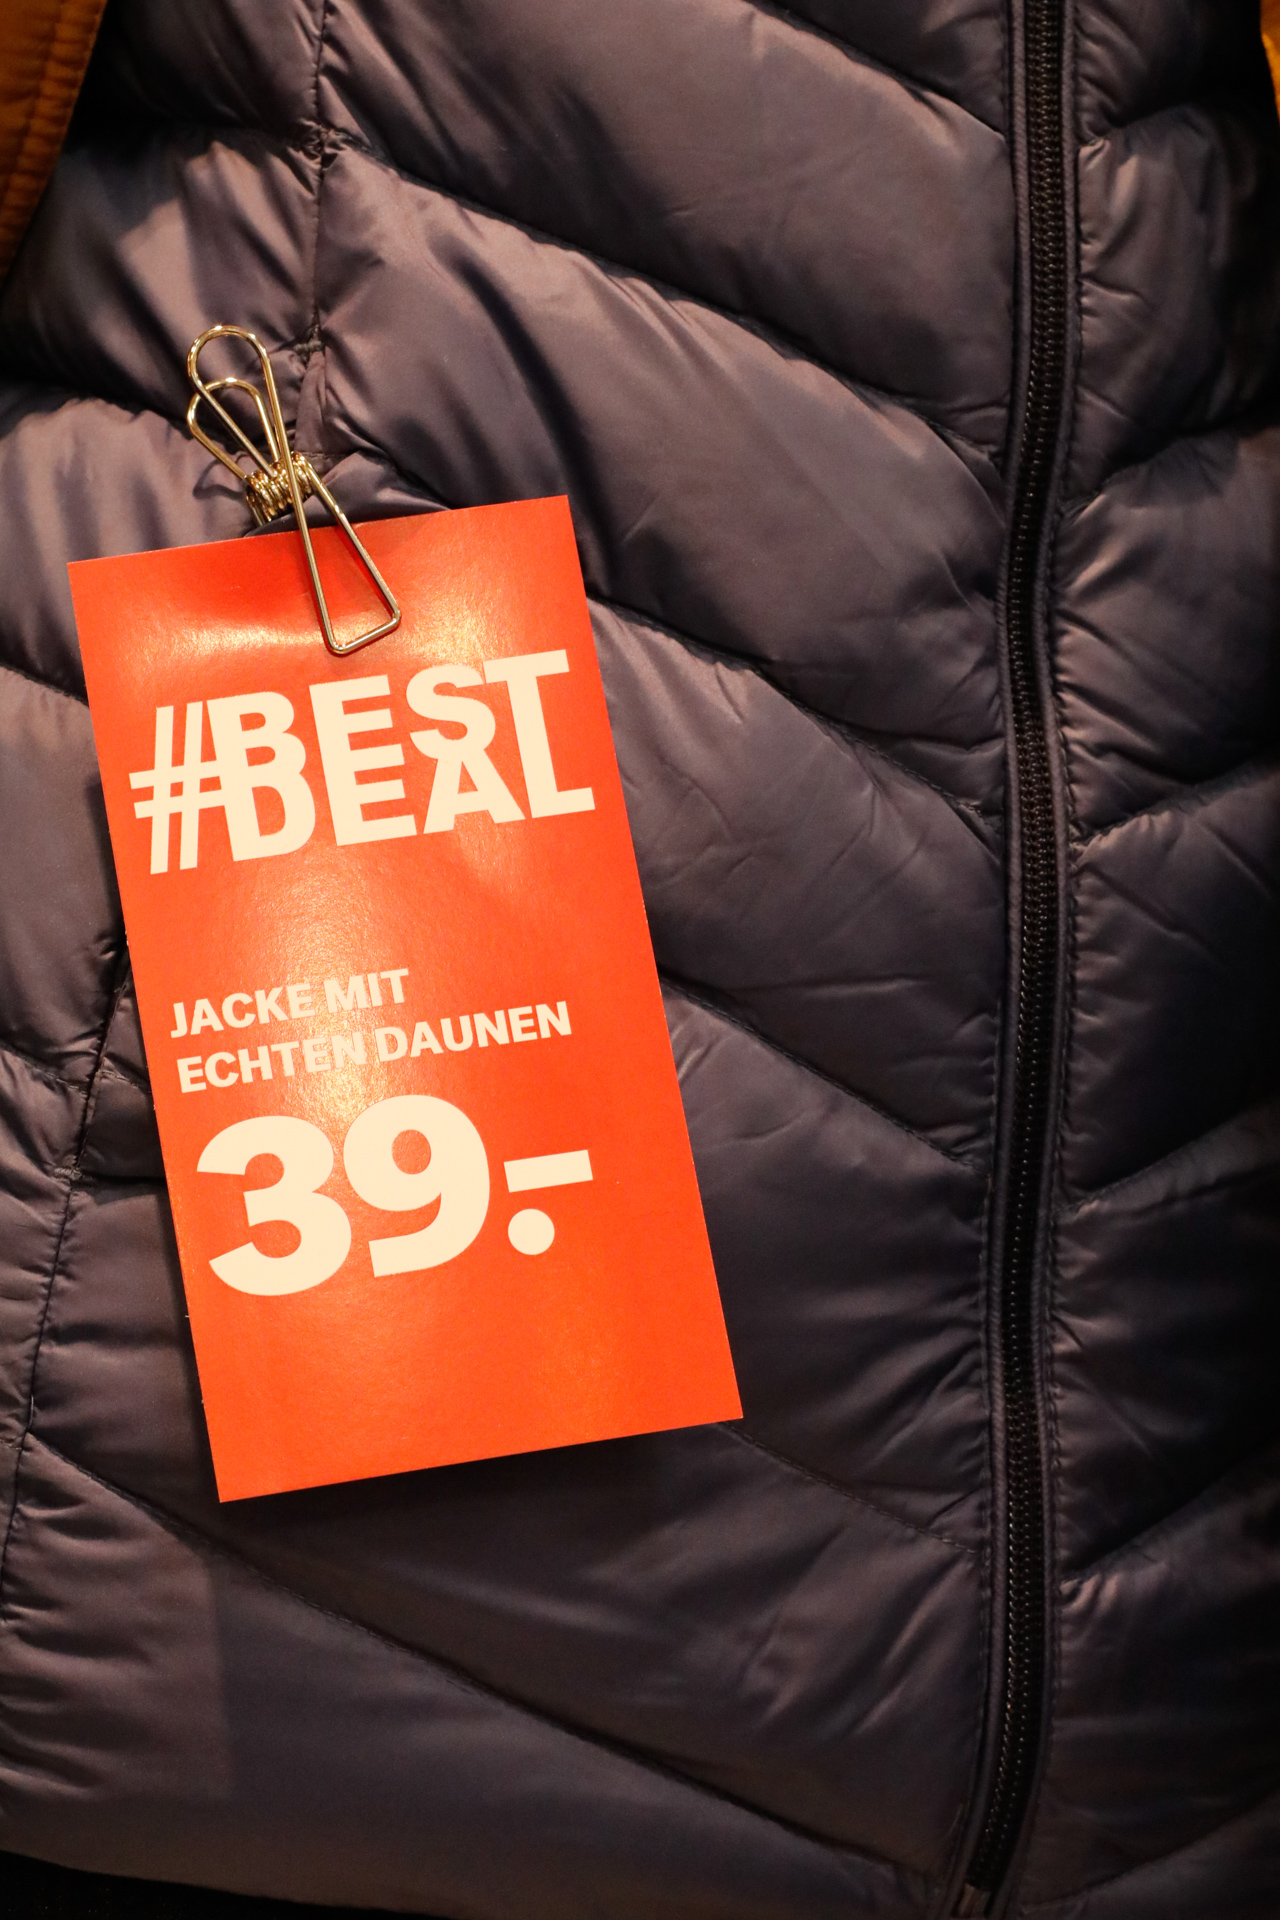 #BEST
#DEAL
JACKE MIT
ECHTEN DAUNEN
39.-